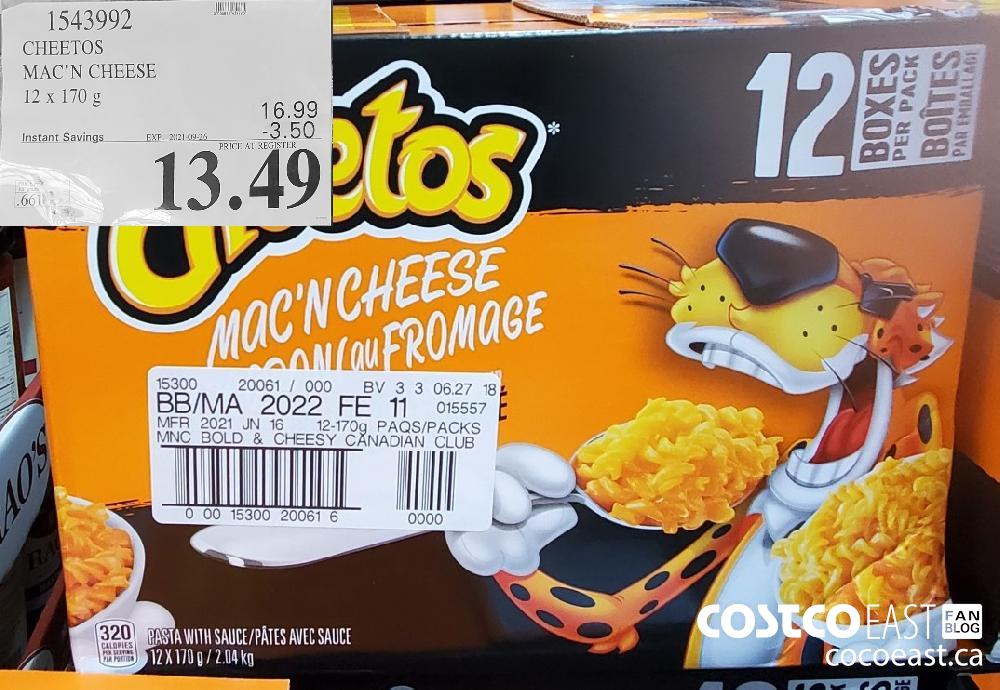 1543992
CHEETOS
MAC'N CHEESE
12 x 170 g
16.99
Instant Savings EXP. 2021-09-26 -3.50
PRICE AT REGISTER
13.49
12 BOXES PER PACK
BOÎTES PAR EMBALLAGE
MAC'N CHEESE
FROMAGE
15300 20061 / 000 BV 3 3 06.27 18
BB/MA 2022 FE 11 015557
MFR 2021 JN 16 12-170g PAQS/PACKS
MNC BOLD & CHEESY CANADIAN CLUB
0 00 15300 20061 6
0000
320
CALORIES
PER SERVING
PAR PORTION
PASTA WITH SAUCE/PÂTES AVEC SAUCE
12 X 170 g / 2.04 kg
COSTCO EAST FAN BLOG
cocoeast.ca